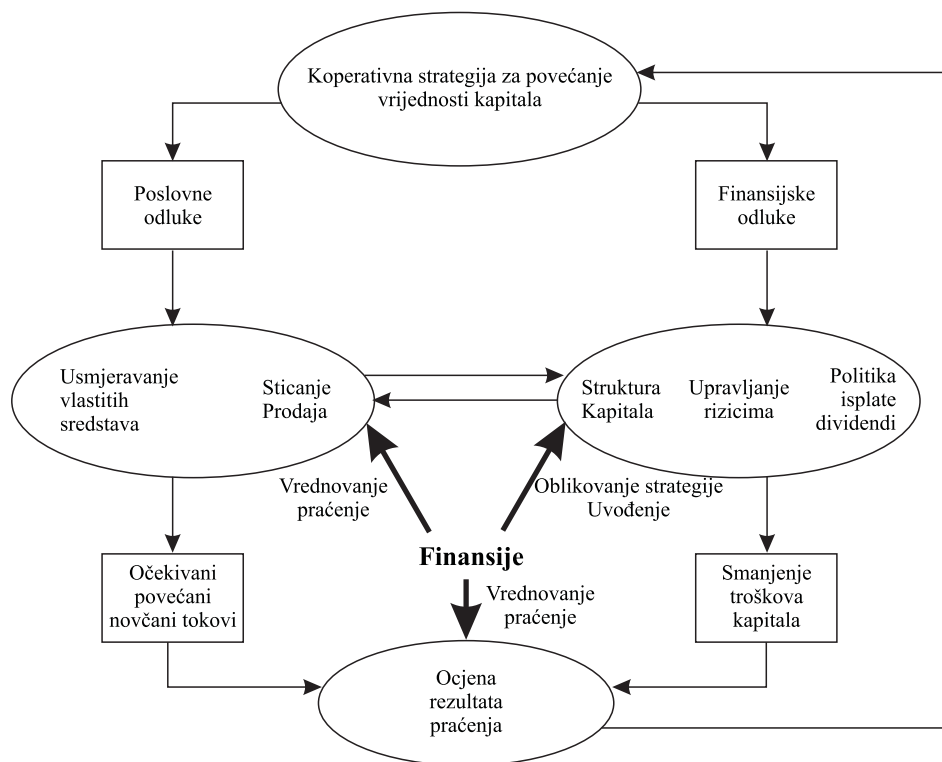 Koperativna strategija za povećanje
vrijednosti kapitala
Poslovne
odluke
Finansijske
odluke
Usmjeravanje
vlastitih
sredstava
Sticanje
Prodaja
Struktura
Kapitala
Upravljanje
rizicima
Politika
isplate
dividendi
Vrednovanje
praćenje
Oblikovanje strategije
Uvođenje
Finansije
Očekivani
povećani
novčani tokovi
Vrednovanje
praćenje
Smanjenje
troškova
kapitala
Ocjena
rezultata
praćenja